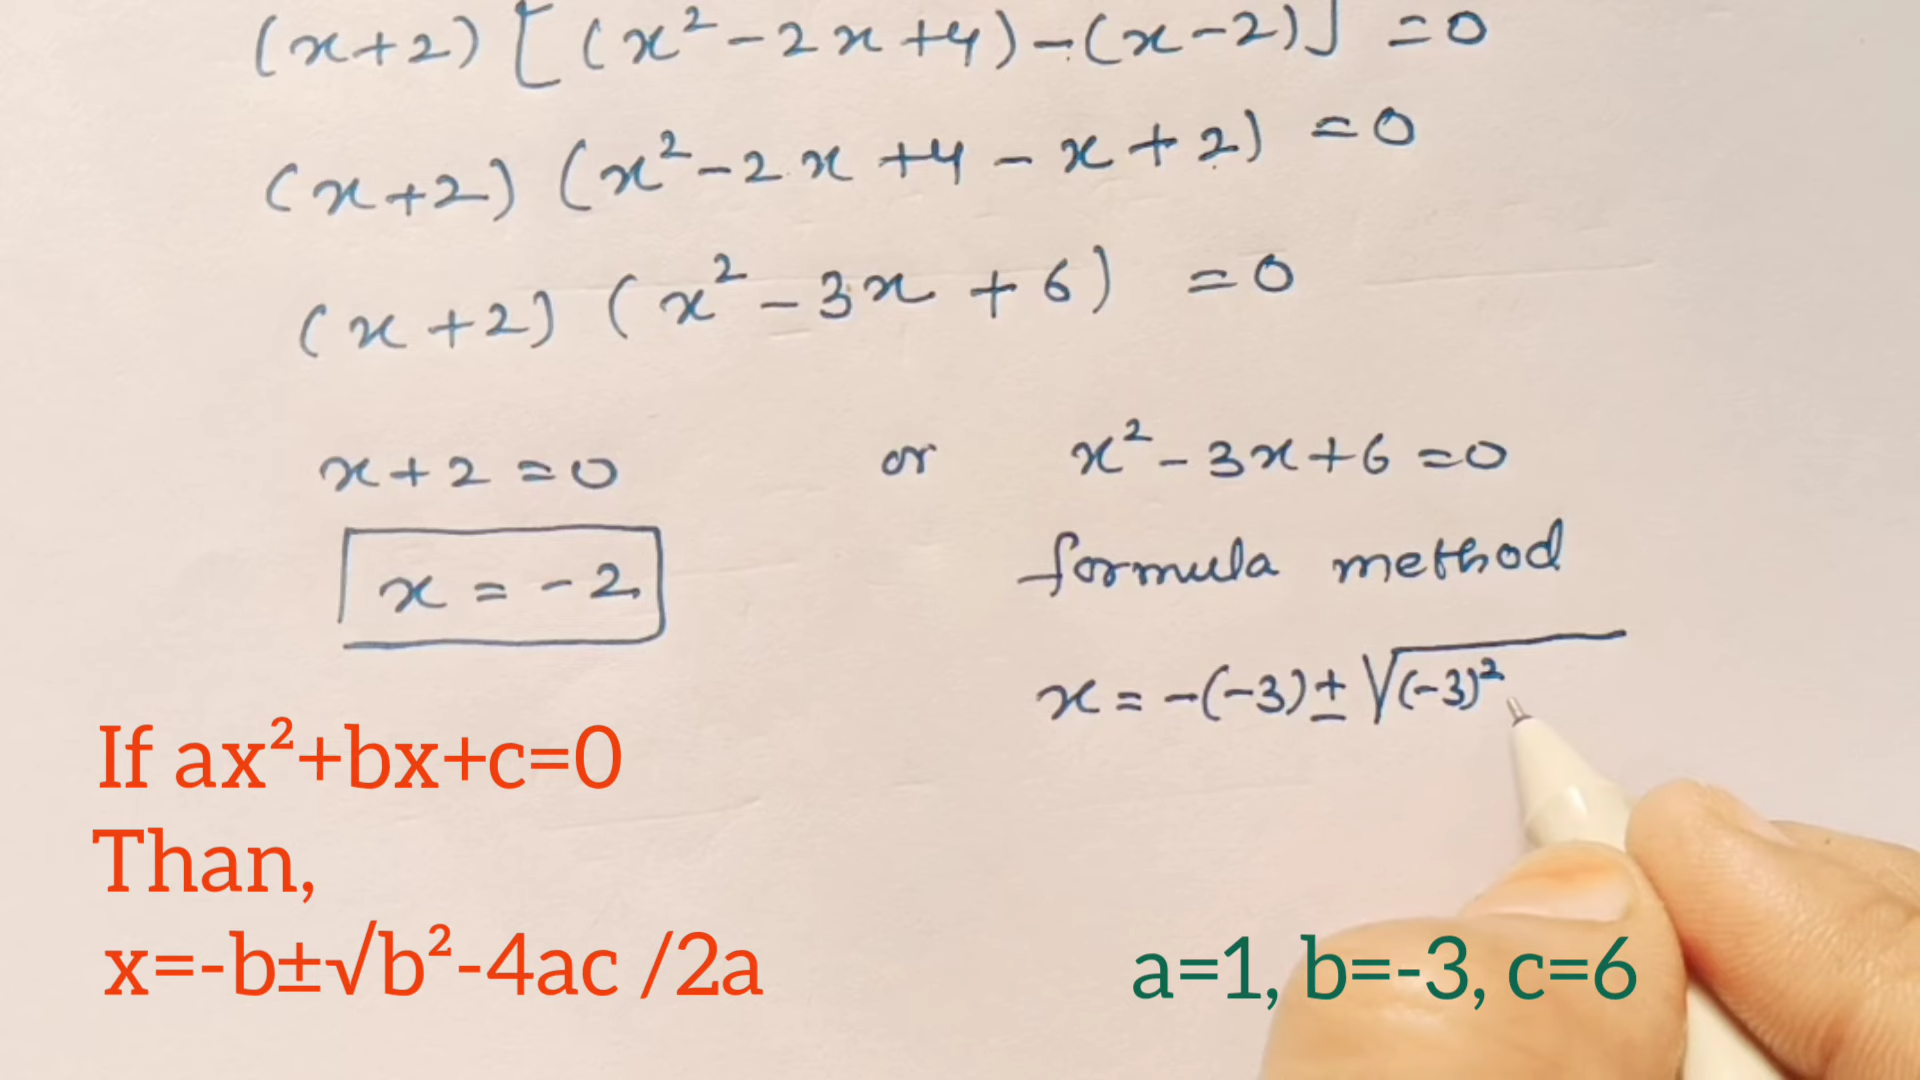 (x+2) [(x²-2x+4)-(x-2)] =0
(x+2) (x²-2x+4-x+2) =0
(x+2) (x²-3x+6) =0
x+2=0 or x²-3x+6=0
x = -2 formula method
x = -(-3)± √(-3)²
If ax²+bx+c=0
Than,
x=-b±√b²-4ac /2a
a=1, b=-3, c=6